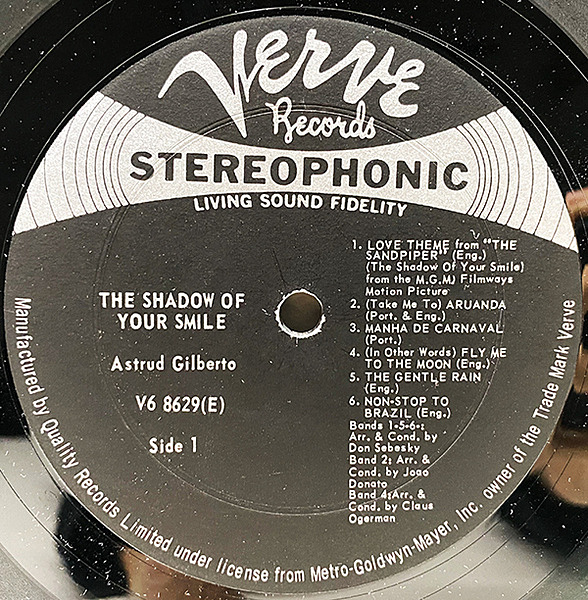 Verve
Records
STEREOPHONIC
LIVING SOUND FIDELITY
THE SHADOW OF
YOUR SMILE
Astrud Gilberto
V6 8629(E)
Side 1
1. LOVE THEME from "THE
SANDPIPER" (Eng.)
(The Shadow Of Your Smile)
from the M.G.M. Filmways
Motion Picture
2. (Take Me To) ARUANDA
(Port. & Eng.)
3. MANHA DE CARNAVAL
(Port.)
4. (In Other Words) FLY ME
TO THE MOON (Eng.)
5. THE GENTLE RAIN
(Eng.)
6. NON-STOP TO
BRAZIL (Eng.)
Bands 1-5-6-:
Arr. & Cond. by
Don Sebesky
Band 2; Arr. &
Cond. by Joao
Donato
Band 4;Arr. &
Cond. by Claus
Ogerman
Manufactured by Quality Records Limited under license from Metro-Goldwyn-Mayer, Inc. owner of the Trade Mark Verve